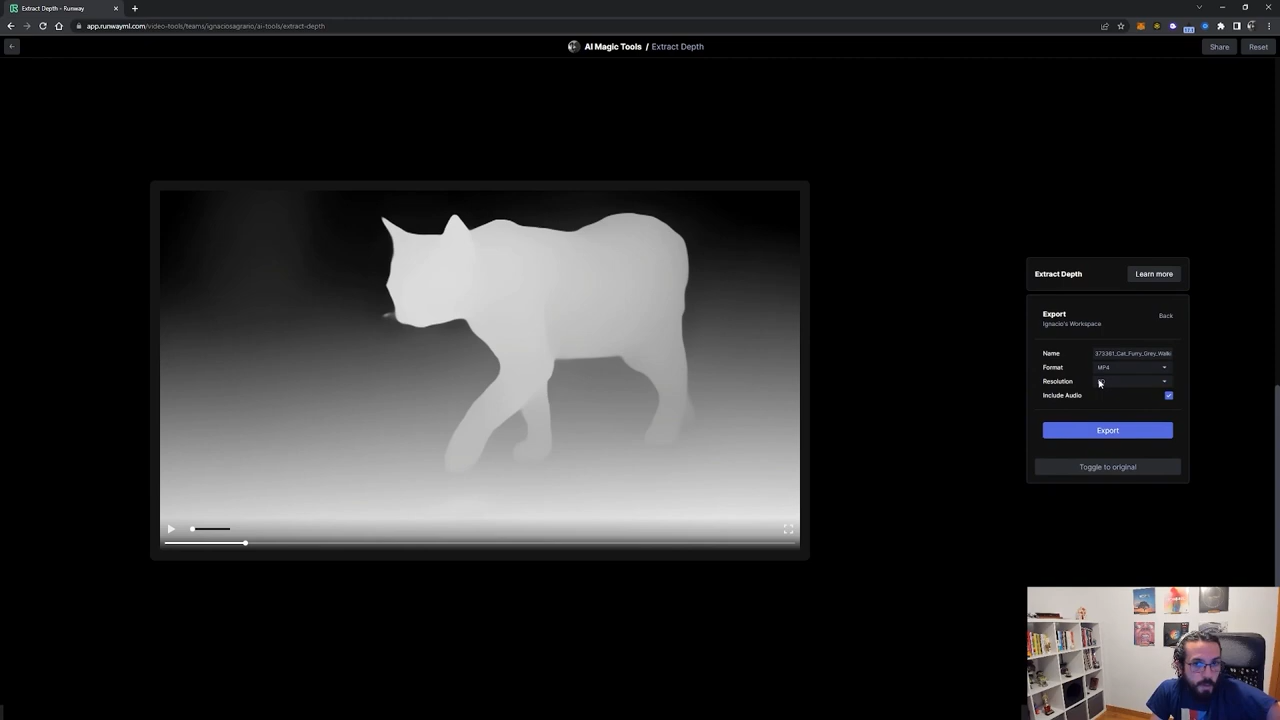 Extract Depth - Runway
app.runwayml.com/video-tools/teams/ignaciosagrario/ai-tools/extract-depth
AI Magic Tools / Extract Depth
Share
Reset
Extract Depth
Learn more
Export
Back
Ignacio's Workspace
Name
373361_Cat_Furry_Grey_Walki
Format
MP4
Resolution
Include Audio
Export
Toggle to original